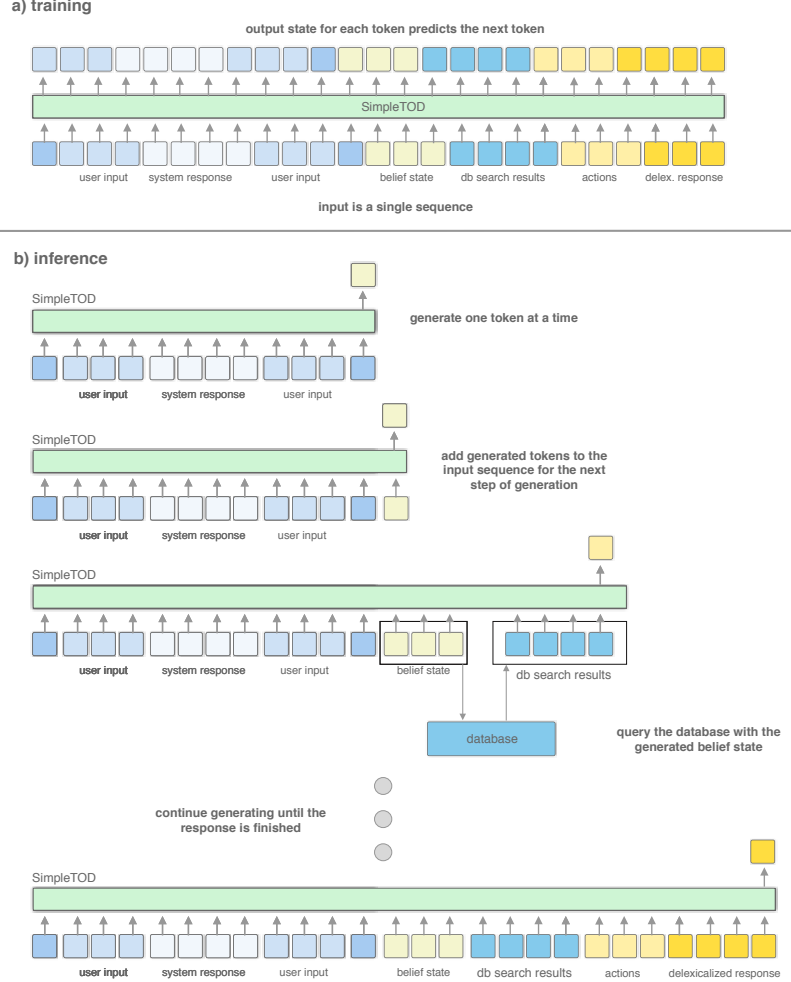 a) training
output state for each token predicts the next token
SimpleTOD
user input system response user input belief state db search results actions delex. response
input is a single sequence
b) inference
SimpleTOD
generate one token at a time
user input system response user input
SimpleTOD
add generated tokens to the
input sequence for the next
step of generation
user input system response user input
SimpleTOD
user input system response user input belief state db search results
database
query the database with the
generated belief state
continue generating until the
response is finished
SimpleTOD
user input system response user input belief state db search results actions delexicalized response